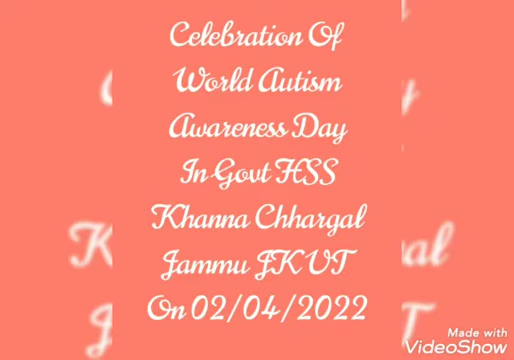 Celebration Of
World Autism
Awareness Day
In Govt HSS
Khanna Chhargal
Jammu JKUT
On 02/04/2022
Made with
VideoShow